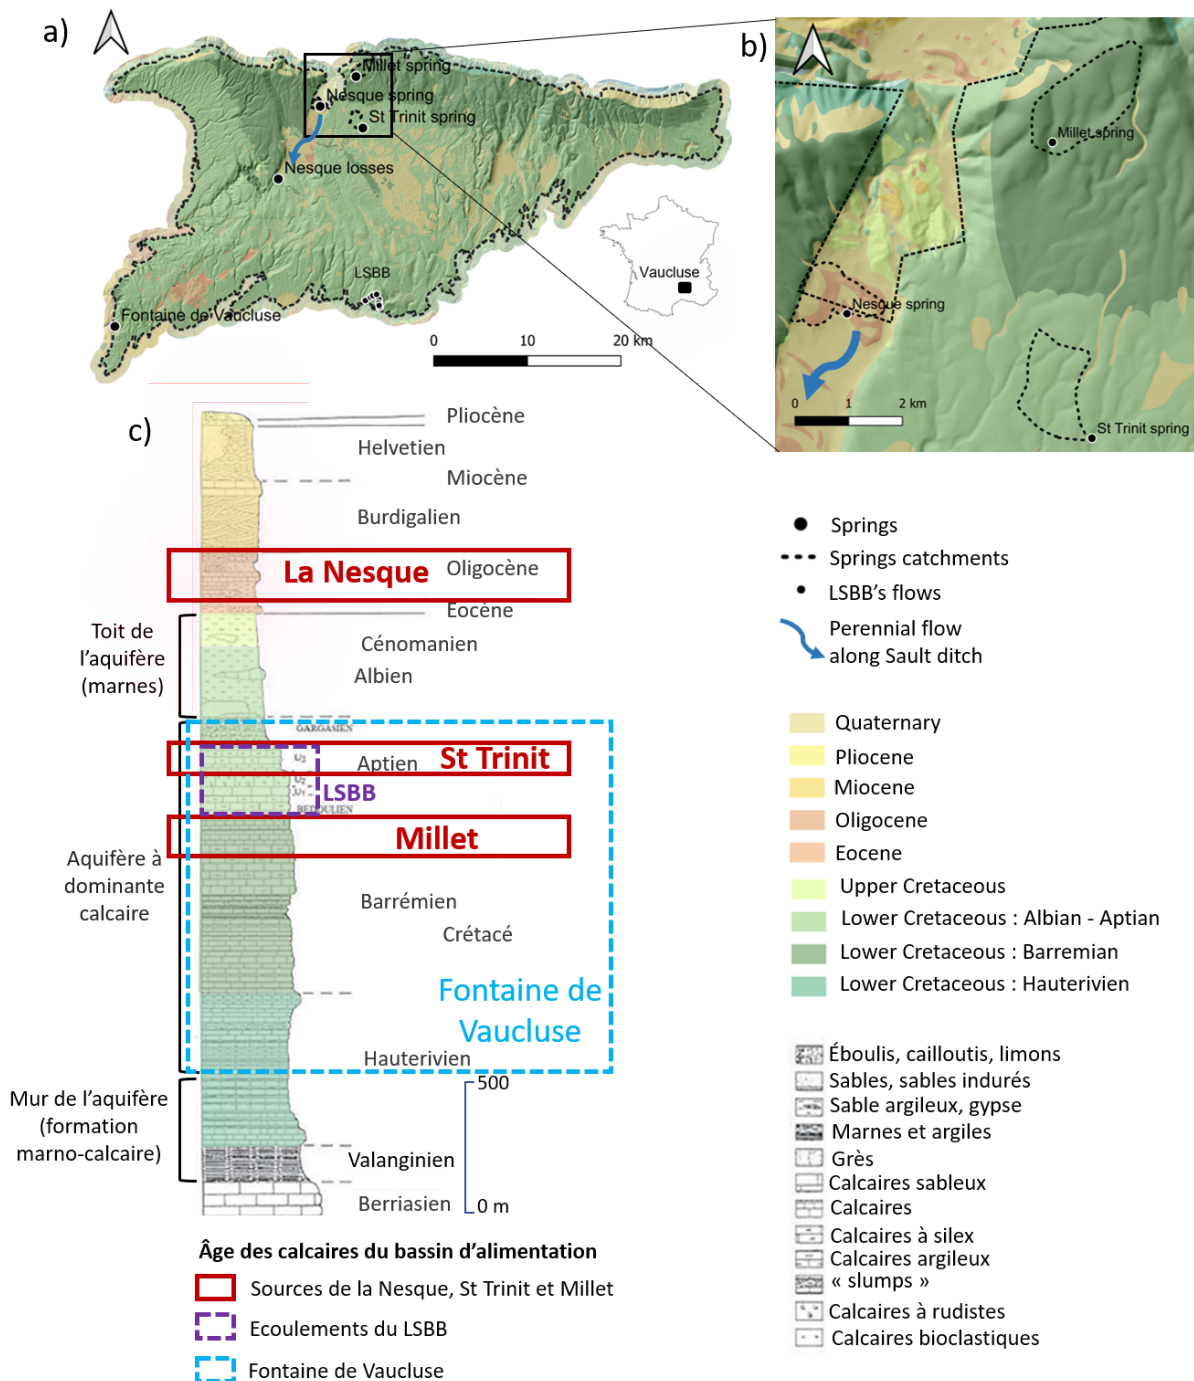 a)
Millet spring
Nesque spring
St Trinit spring
Nesque losses
LSBB
Fontaine de Vaucluse
Vaucluse
0 10 20 km
b)
Millet spring
Nesque spring
St Trinit spring
0 1 2 km
c)
Pliocène
Helvetien
Miocène
Burdigalien
La Nesque
Oligocène
Eocène
Toit de
l'aquifère
(marnes)
Cénomanien
Albien
GARGASIEN
Aptien
St Trinit
U3
U2
U1
LSBB
BEDOULIEN
Millet
Aquifère à
dominante
calcaire
Barrémien
Crétacé
Fontaine de
Vaucluse
Hauterivien
Mur de l'aquifère
(formation
marno-calcaire)
500
0 m
Valanginien
Berriasien
Âge des calcaires du bassin d'alimentation
Sources de la Nesque, St Trinit et Millet
Ecoulements du LSBB
Fontaine de Vaucluse
Springs
Springs catchments
LSBB's flows
Perennial flow
along Sault ditch
Quaternary
Pliocene
Miocene
Oligocene
Eocene
Upper Cretaceous
Lower Cretaceous : Albian - Aptian
Lower Cretaceous : Barremian
Lower Cretaceous : Hauterivien
Éboulis, cailloutis, limons
Sables, sables indurés
Sable argileux, gypse
Marnes et argiles
Grès
Calcaires sableux
Calcaires
Calcaires à silex
Calcaires argileux
« slumps »
Calcaires à rudistes
Calcaires bioclastiques